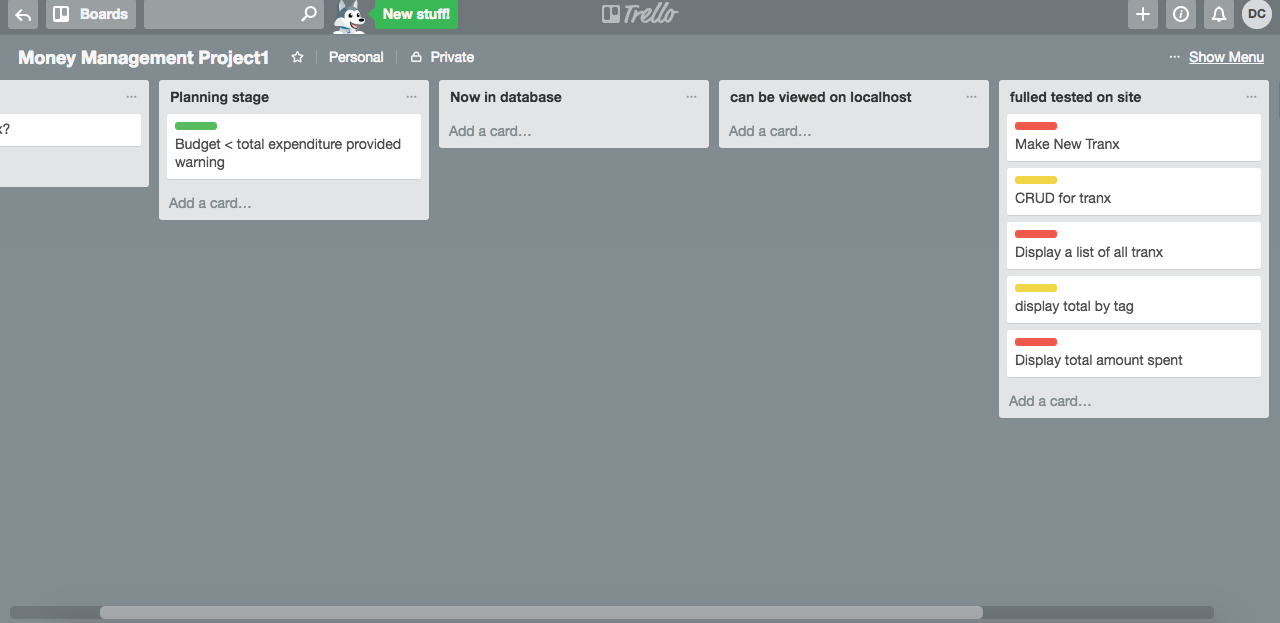 Boards
New stuff!
Trello
DC
Money Management Project1
Personal
Private
... Show Menu
x?
Planning stage
Budget < total expenditure provided
warning
Add a card...
Now in database
Add a card...
can be viewed on localhost
Add a card...
fulled tested on site
Make New Tranx
CRUD for tranx
Display a list of all tranx
display total by tag
Display total amount spent
Add a card...